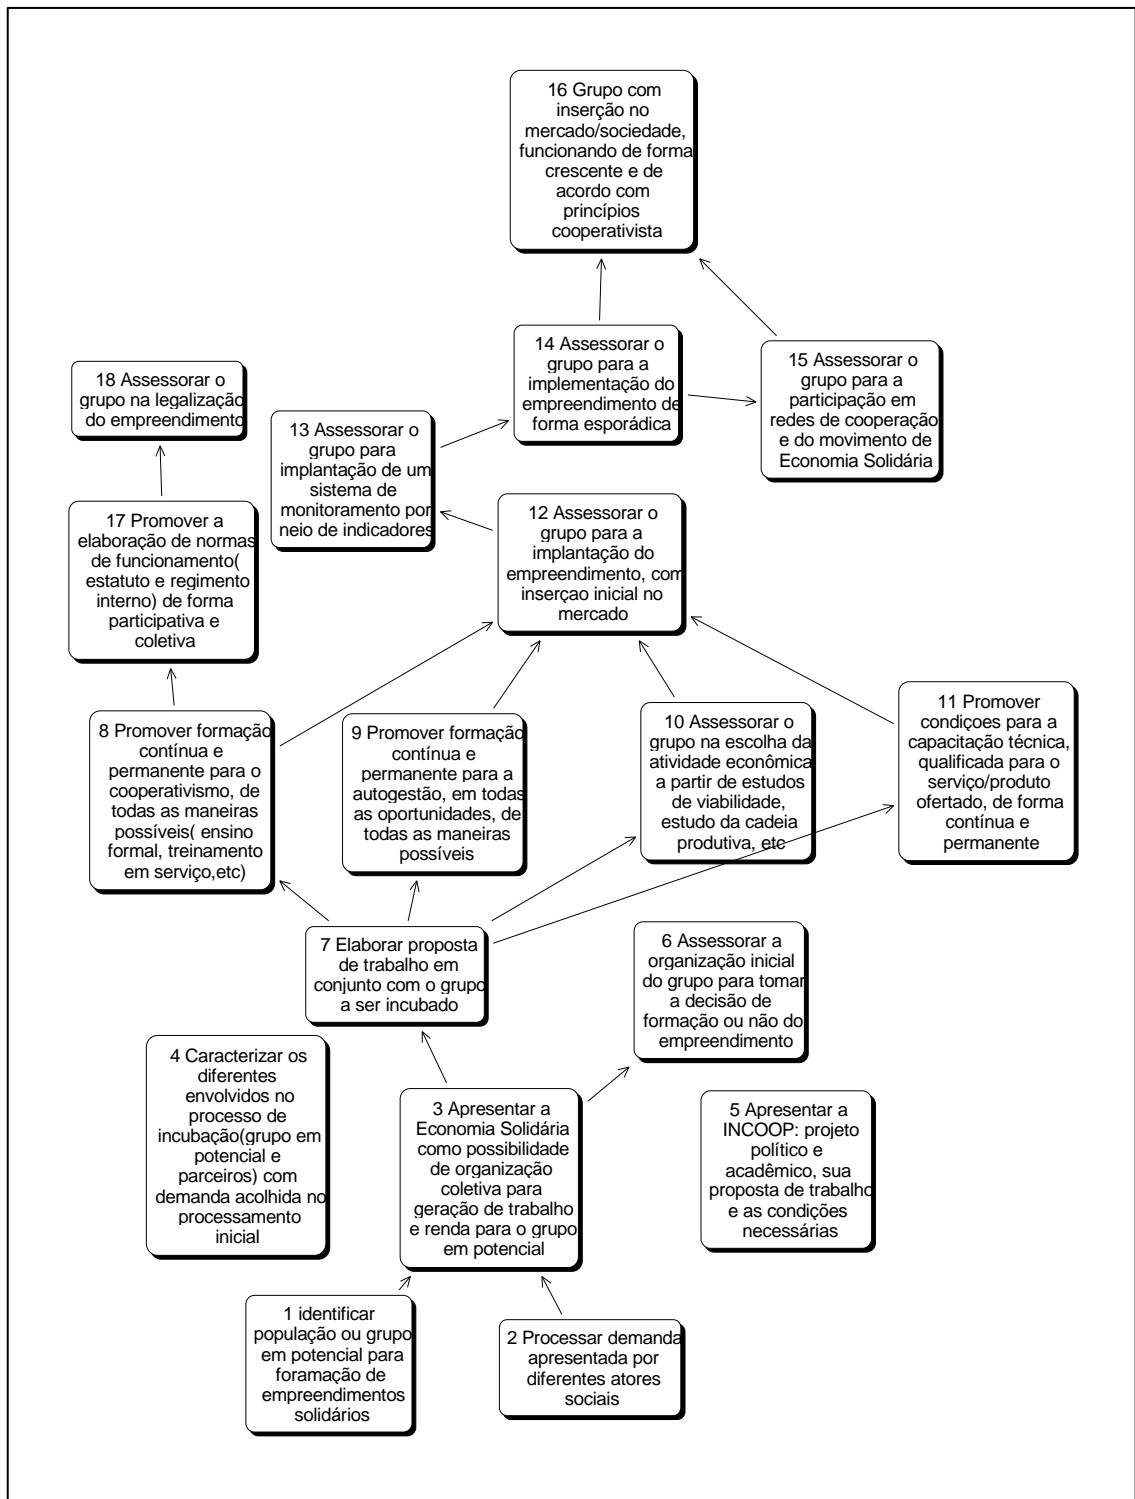 16 Grupo com
inserção no
mercado/sociedade,
funcionando de forma
crescente e de
acordo com
princípios
cooperativista
14 Assessorar o
grupo para a
implementação do
empreendimento de
forma esporádica
15 Assessorar o
grupo para a
participação em
redes de cooperação
e do movimento de
Economia Solidária
18 Assessorar o
grupo na legalização
do empreendimento
13 Assessorar o
grupo para
implantação de um
sistema de
monitoramento por
neio de indicadores
12 Assessorar o
grupo para a
implantação do
empreendimento, com
inserçao inicial no
mercado
17 Promover a
elaboração de normas
de funcionamento(
estatuto e regimento
interno) de forma
participativa e
coletiva
8 Promover formação
contínua e
permanente para o
cooperativismo, de
todas as maneiras
possíveis( ensino
formal, treinamento
em serviço,etc)
9 Promover formação
contínua e
permanente para a
autogestão, em todas
as oportunidades, de
todas as maneiras
possíveis
10 Assessorar o
grupo na escolha da
atividade econômica
a partir de estudos
de viabilidade,
estudo da cadeia
produtiva, etc
11 Promover
condiçoes para a
capacitação técnica,
qualificada para o
serviço/produto
ofertado, de forma
contínua e
permanente
7 Elaborar proposta
de trabalho em
conjunto com o grupo
a ser incubado
6 Assessorar a
organização inicial
do grupo para tomar
a decisão de
formação ou não do
empreendimento
4 Caracterizar os
diferentes
envolvidos no
processo de
incubação(grupo em
potencial e
parceiros) com
demanda acolhida no
processamento
inicial
3 Apresentar a
Economia Solidária
como possibilidade
de organização
coletiva para
geração de trabalho
e renda para o grupo
em potencial
5 Apresentar a
INCOOP: projeto
político e
acadêmico, sua
proposta de trabalho
e as condições
necessárias
1 identificar
população ou grupo
em potencial para
foramação de
empreendimentos
solidários
2 Processar demanda
apresentada por
diferentes atores
sociais